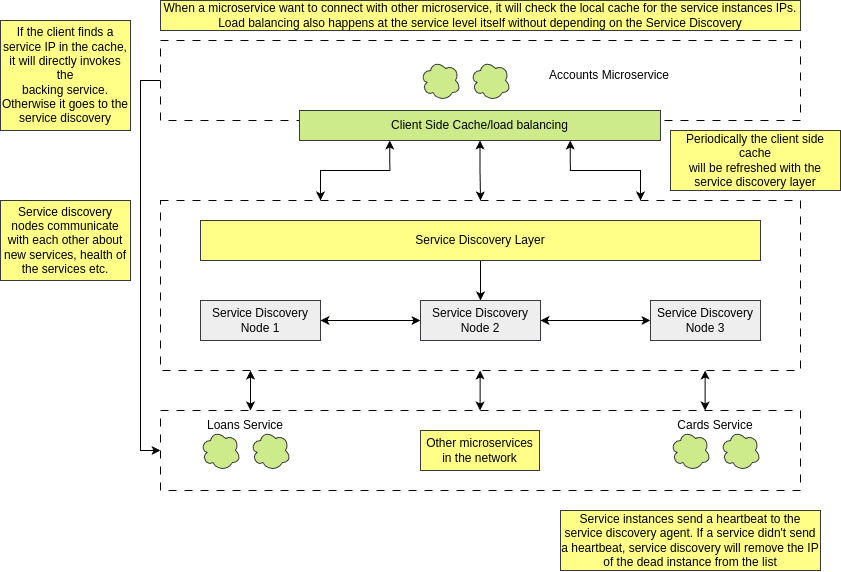 When a microservice want to connect with other microservice, it will check the local cache for the service instances IPs.
Load balancing also happens at the service level itself without depending on the Service Discovery
If the client finds a
service IP in the cache,
it will directly invokes
the
backing service.
Otherwise it goes to the
service discovery
Accounts Microservice
Client Side Cache/load balancing
Periodically the client side
cache
will be refreshed with the
service discovery layer
Service discovery
nodes communicate
with each other about
new services, health of
the services etc.
Service Discovery Layer
Service Discovery
Node 1
Service Discovery
Node 2
Service Discovery
Node 3
Loans Service
Other microservices
in the network
Cards Service
Service instances send a heartbeat to the
service discovery agent. If a service didn't send
a heartbeat, service discovery will remove the IP
of the dead instance from the list